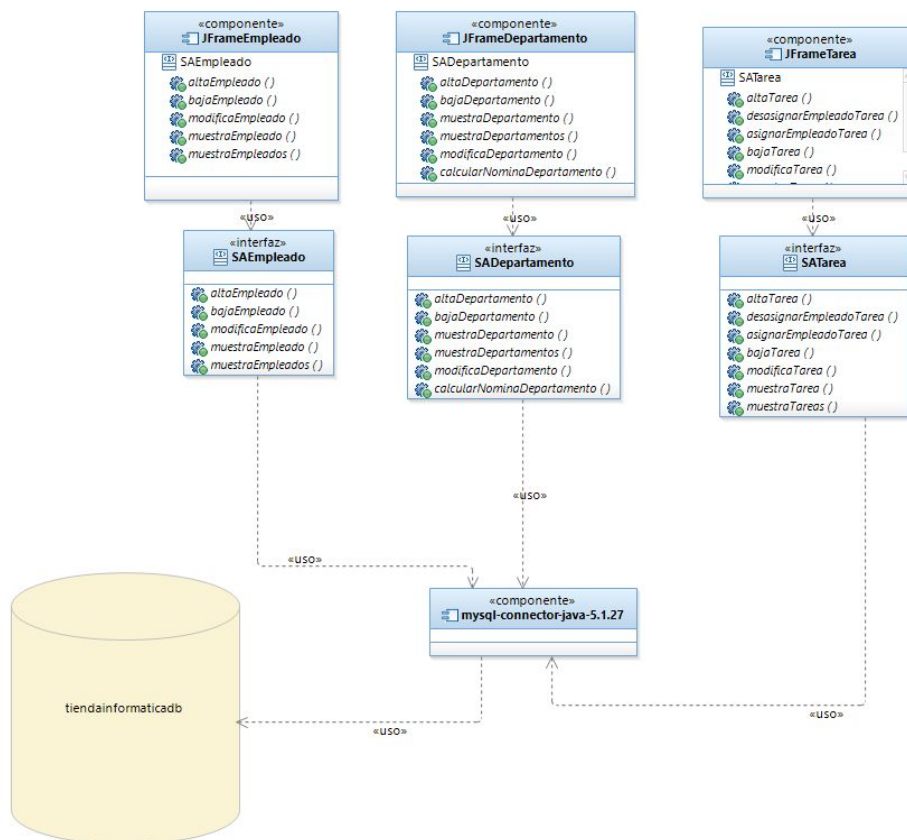 «componente»
JFrameEmpleado
SAEmpleado
altaEmpleado ( )
bajaEmpleado ( )
modificaEmpleado ( )
muestraEmpleado ( )
muestraEmpleados ( )
«componente»
JFrameDepartamento
SADepartamento
altaDepartamento ( )
bajaDepartamento ( )
muestraDepartamento ( )
muestraDepartamentos ( )
modificaDepartamento ( )
calcularNominaDepartamento ( )
«componente»
JFrameTarea
SATarea
altaTarea ( )
desasignarEmpleadoTarea ( )
asignarEmpleadoTarea ( )
bajaTarea ( )
modificaTarea ( )
«uso»
«uso»
«uso»
«interfaz»
SAEmpleado
altaEmpleado ( )
bajaEmpleado ( )
modificaEmpleado ( )
muestraEmpleado ( )
muestraEmpleados ( )
«interfaz»
SADepartamento
altaDepartamento ( )
bajaDepartamento ( )
muestraDepartamento ( )
muestraDepartamentos ( )
modificaDepartamento ( )
calcularNominaDepartamento ( )
«interfaz»
SATarea
altaTarea ( )
desasignarEmpleadoTarea ( )
asignarEmpleadoTarea ( )
bajaTarea ( )
modificaTarea ( )
muestraTarea ( )
muestraTareas ( )
«uso»
«uso»
«componente»
mysql-connector-java-5.1.27
tiendainformaticadb
«uso»
«uso»